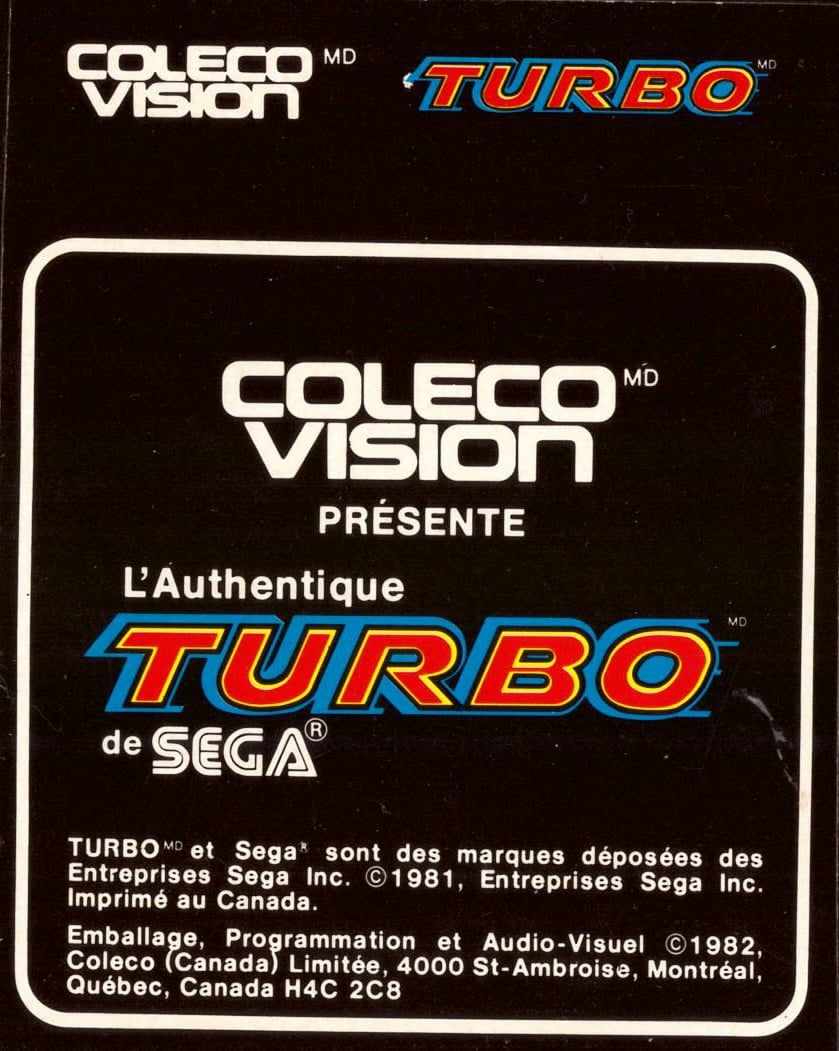 COLECO VISION MD TURBO MD
COLECO VISION MD
PRÉSENTE
L'Authentique
TURBO MD
de SEGA®
TURBO MD et Sega® sont des marques déposées des
Entreprises Sega Inc. ©1981, Entreprises Sega Inc.
Imprimé au Canada.
Emballage, Programmation et Audio-Visuel ©1982,
Coleco (Canada) Limitée, 4000 St-Ambroise, Montréal,
Québec, Canada H4C 2C8